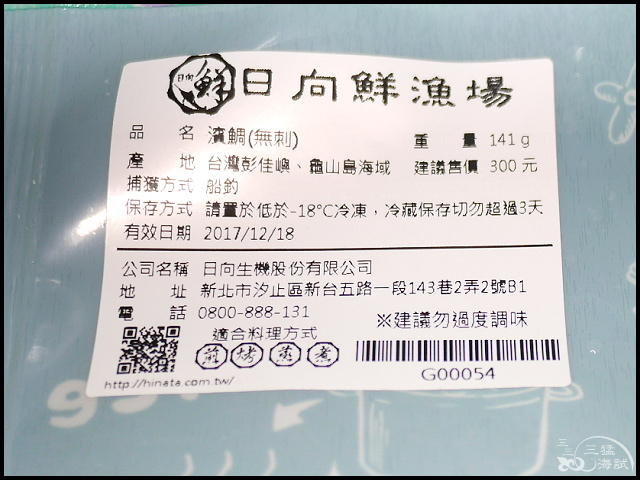 日向 鮮 日向鮮漁場
品 名 濱鯛(無刺) 重 量 141g
產 地 台灣彭佳嶼、龜山島海域 建議售價 300元
捕獲方式 船釣
保存方式 請置於低於-18°C冷凍，冷藏保存切勿超過3天
有效日期 2017/12/18
公司名稱 日向生機股份有限公司
地 址 新北市汐止區新台五路一段143巷2弄2號B1
電 話 0800-888-131
適合料理方式 ※建議勿過度調味
煎 烤 蒸 煮
http://hinata.com.tw/ G00054
三猛
海試